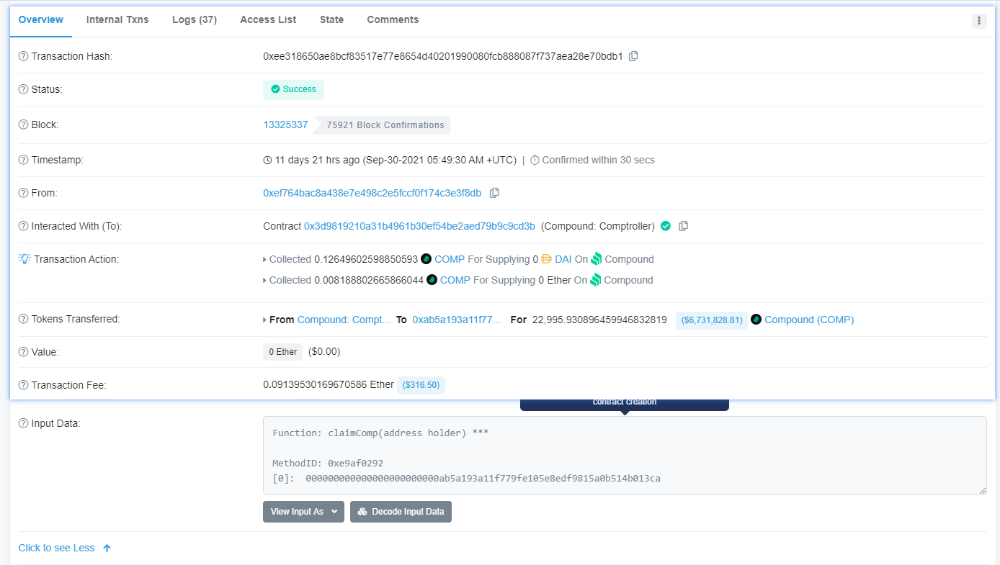 Overview Internal Txns Logs (37) Access List State Comments
Transaction Hash: 0xee318650ae8bcf83517e77e8654d40201990080fcb888087f737aea28e70bdb1
Status: Success
Block: 13325337 75921 Block Confirmations
Timestamp: 11 days 21 hrs ago (Sep-30-2021 05:49:30 AM +UTC) | Confirmed within 30 secs
From: 0xef764bac8a438e7e498c2e5fccf0f174c3e3f8db
Interacted With (To): Contract 0x3d9819210a31b4961b30ef54be2aed79b9c9cd3b (Compound: Comptroller)
Transaction Action: Collected 0.12649602598850593 COMP For Supplying 0 DAI On Compound
Collected 0.008188802665866044 COMP For Supplying 0 Ether On Compound
Tokens Transferred: From Compound: Compt... To 0xab5a193a11f77... For 22,995.930896459946832819 ($6,731,828.81) Compound (COMP)
Value: 0 Ether ($0.00)
Transaction Fee: 0.09139530169670586 Ether ($316.50)
contract creation
Input Data: Function: claimComp(address holder) ***
MethodID: 0xe9af0292
[0]: 000000000000000000000000ab5a193a11f779fe105e8edf9815a0b514b013ca
View Input As Decode Input Data
Click to see Less